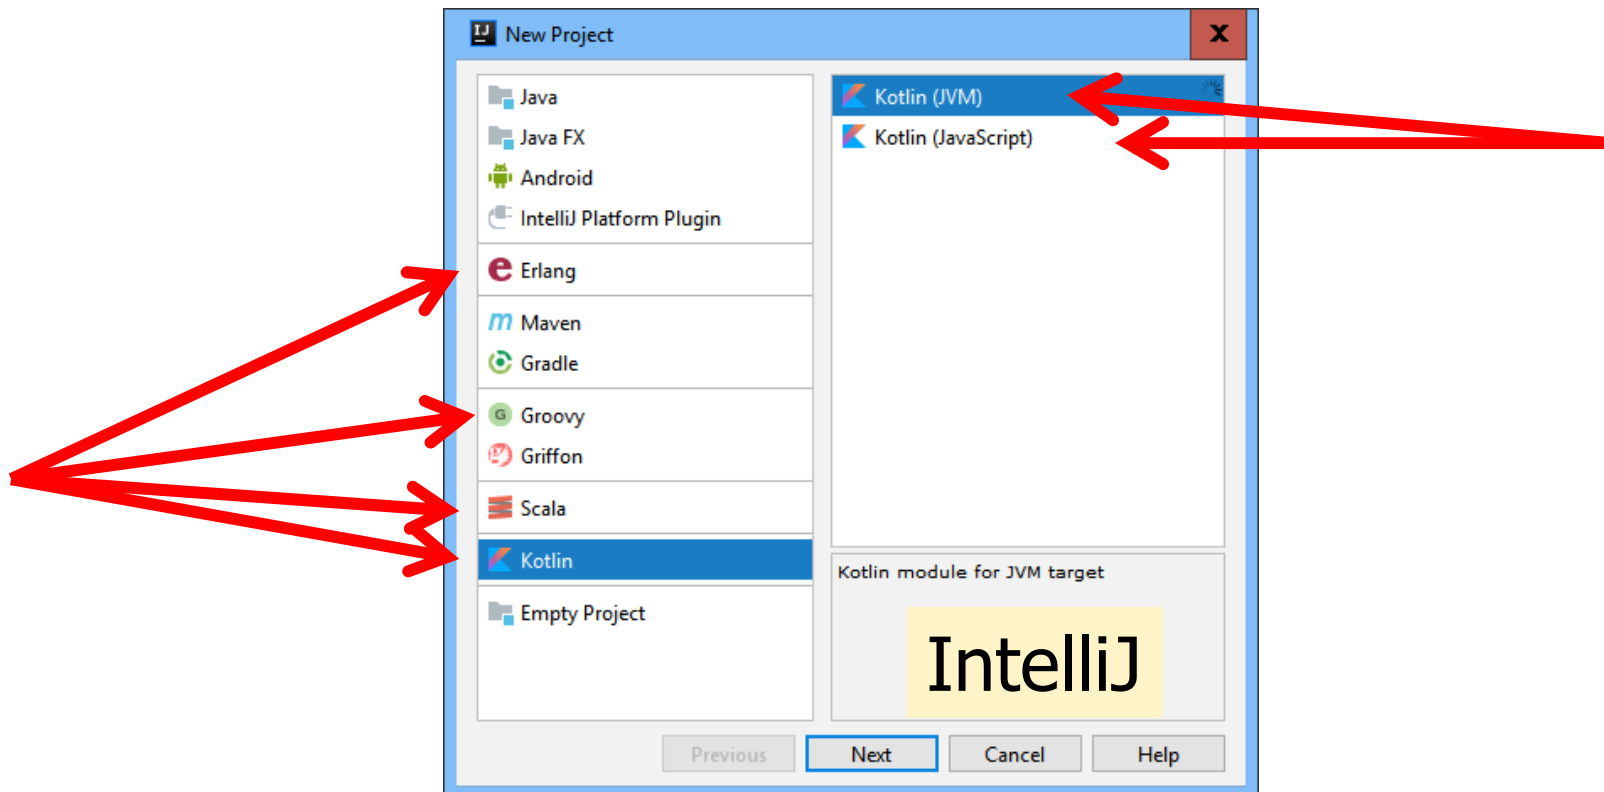 New Project
Java
Java FX
Android
IntelliJ Platform Plugin
Erlang
Maven
Gradle
Groovy
Griffon
Scala
Kotlin
Empty Project
Kotlin (JVM)
Kotlin (JavaScript)
Kotlin module for JVM target
IntelliJ
Previous
Next
Cancel
Help